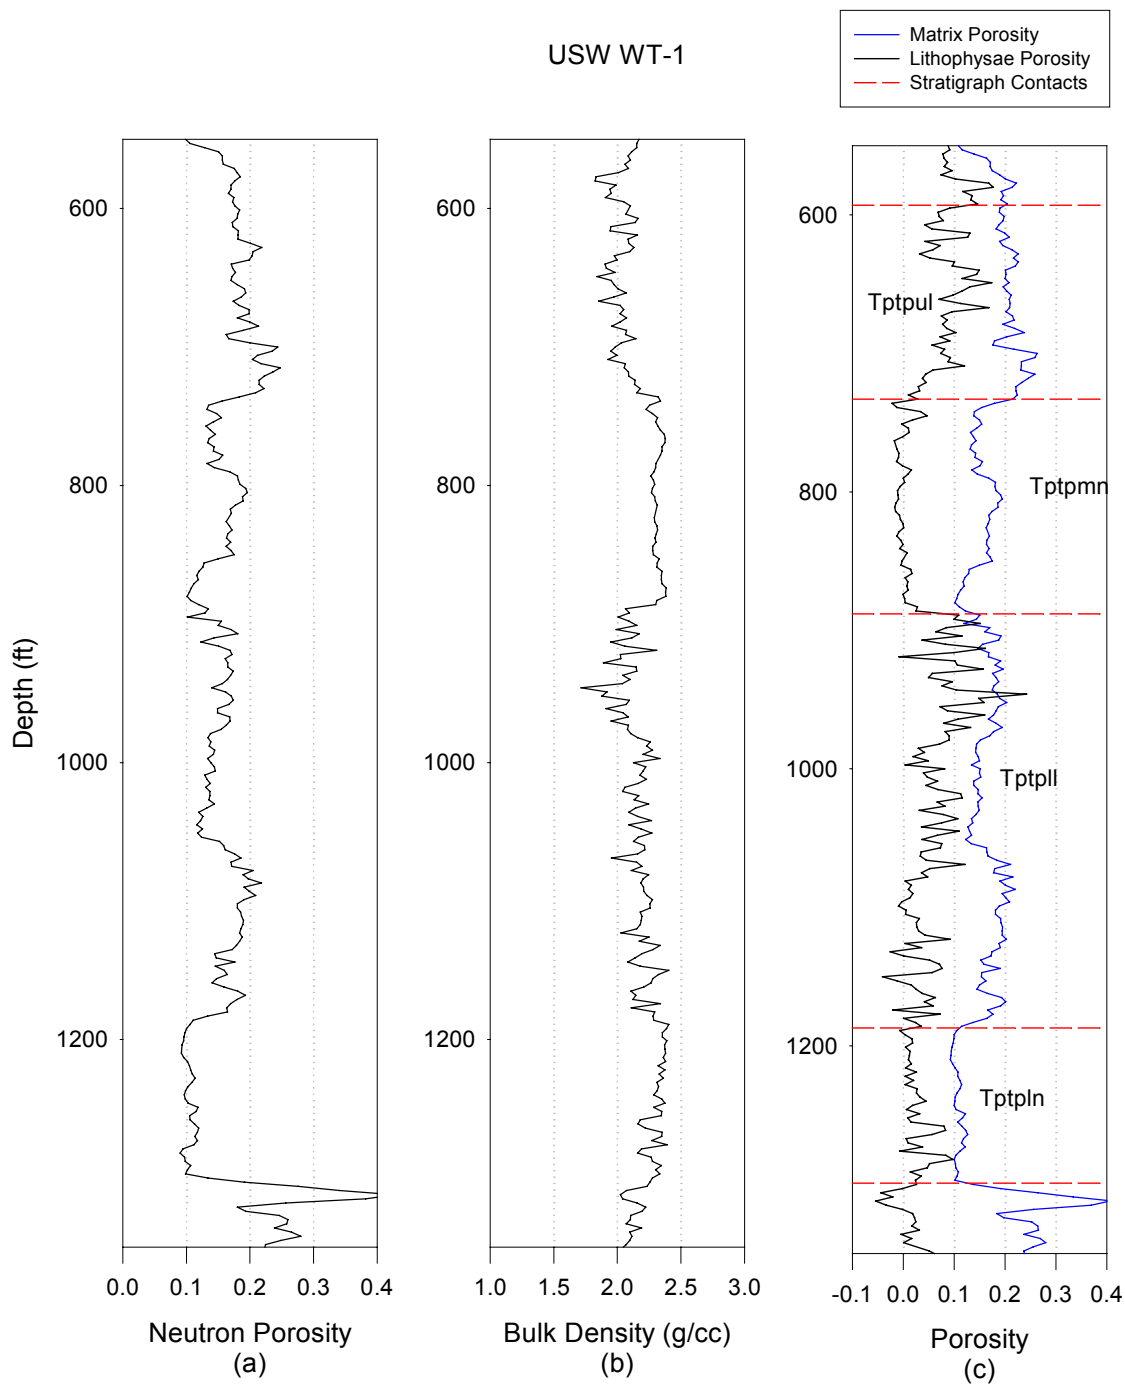 USW WT-1
Matrix Porosity
Lithophysae Porosity
Stratigraph Contacts
Depth (ft)
600
800
1000
1200
0.0 0.1 0.2 0.3 0.4
Neutron Porosity
(a)
600
800
1000
1200
1.0 1.5 2.0 2.5 3.0
Bulk Density (g/cc)
(b)
600
800
1000
1200
Tptpul
Tptpmn
Tptpll
Tptpln
-0.1 0.0 0.1 0.2 0.3 0.4
Porosity
(c)